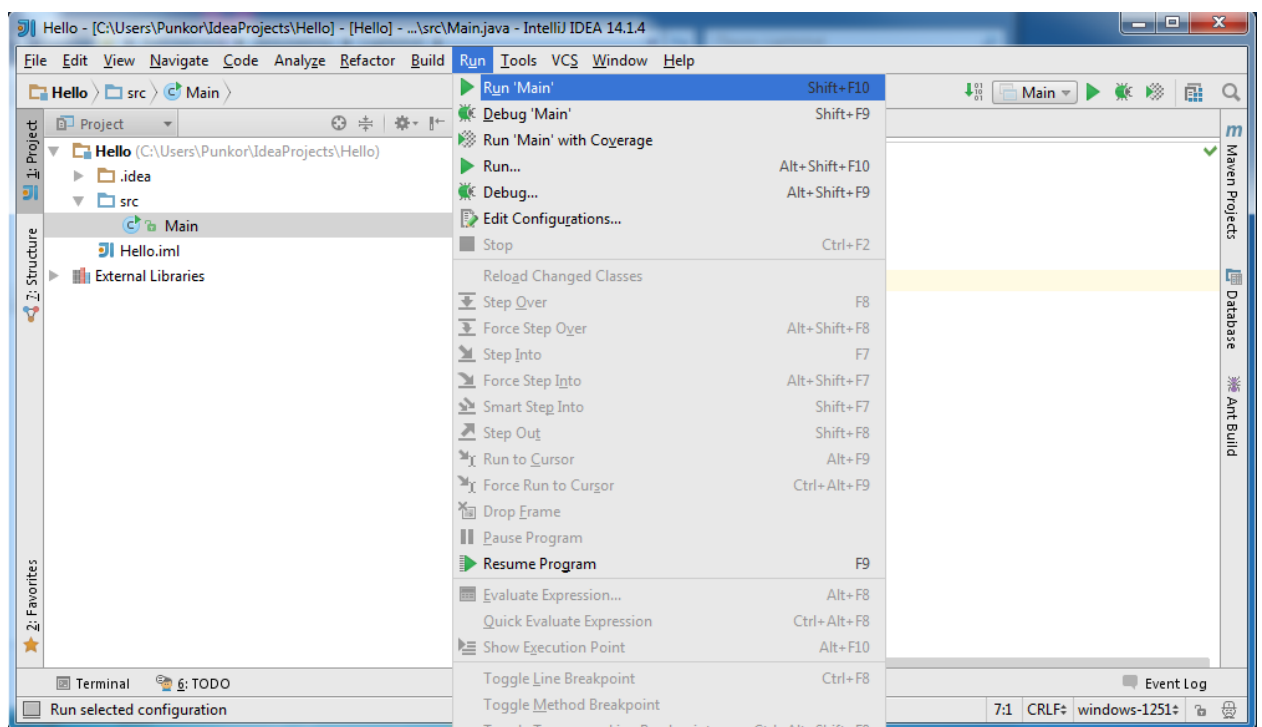 Hello - [C:\Users\Punkor\IdeaProjects\Hello] - [Hello] - ...\src\Main.java - IntelliJ IDEA 14.1.4
File Edit View Navigate Code Analyze Refactor Build Run Tools VCS Window Help
Hello src Main
Main
Project
Hello (C:\Users\Punkor\IdeaProjects\Hello)
.idea
src
Main
Hello.iml
External Libraries
1: Project
7: Structure
2: Favorites
Run 'Main' Shift+F10
Debug 'Main' Shift+F9
Run 'Main' with Coverage
Run... Alt+Shift+F10
Debug... Alt+Shift+F9
Edit Configurations...
Stop Ctrl+F2
Reload Changed Classes
Step Over F8
Force Step Over Alt+Shift+F8
Step Into F7
Force Step Into Alt+Shift+F7
Smart Step Into Shift+F7
Step Out Shift+F8
Run to Cursor Alt+F9
Force Run to Cursor Ctrl+Alt+F9
Drop Frame
Pause Program
Resume Program F9
Evaluate Expression... Alt+F8
Quick Evaluate Expression Ctrl+Alt+F8
Show Execution Point Alt+F10
Toggle Line Breakpoint Ctrl+F8
Toggle Method Breakpoint
m Maven Projects
Database
Ant Build
Terminal 6: TODO Event Log
Run selected configuration 7:1 CRLF windows-1251